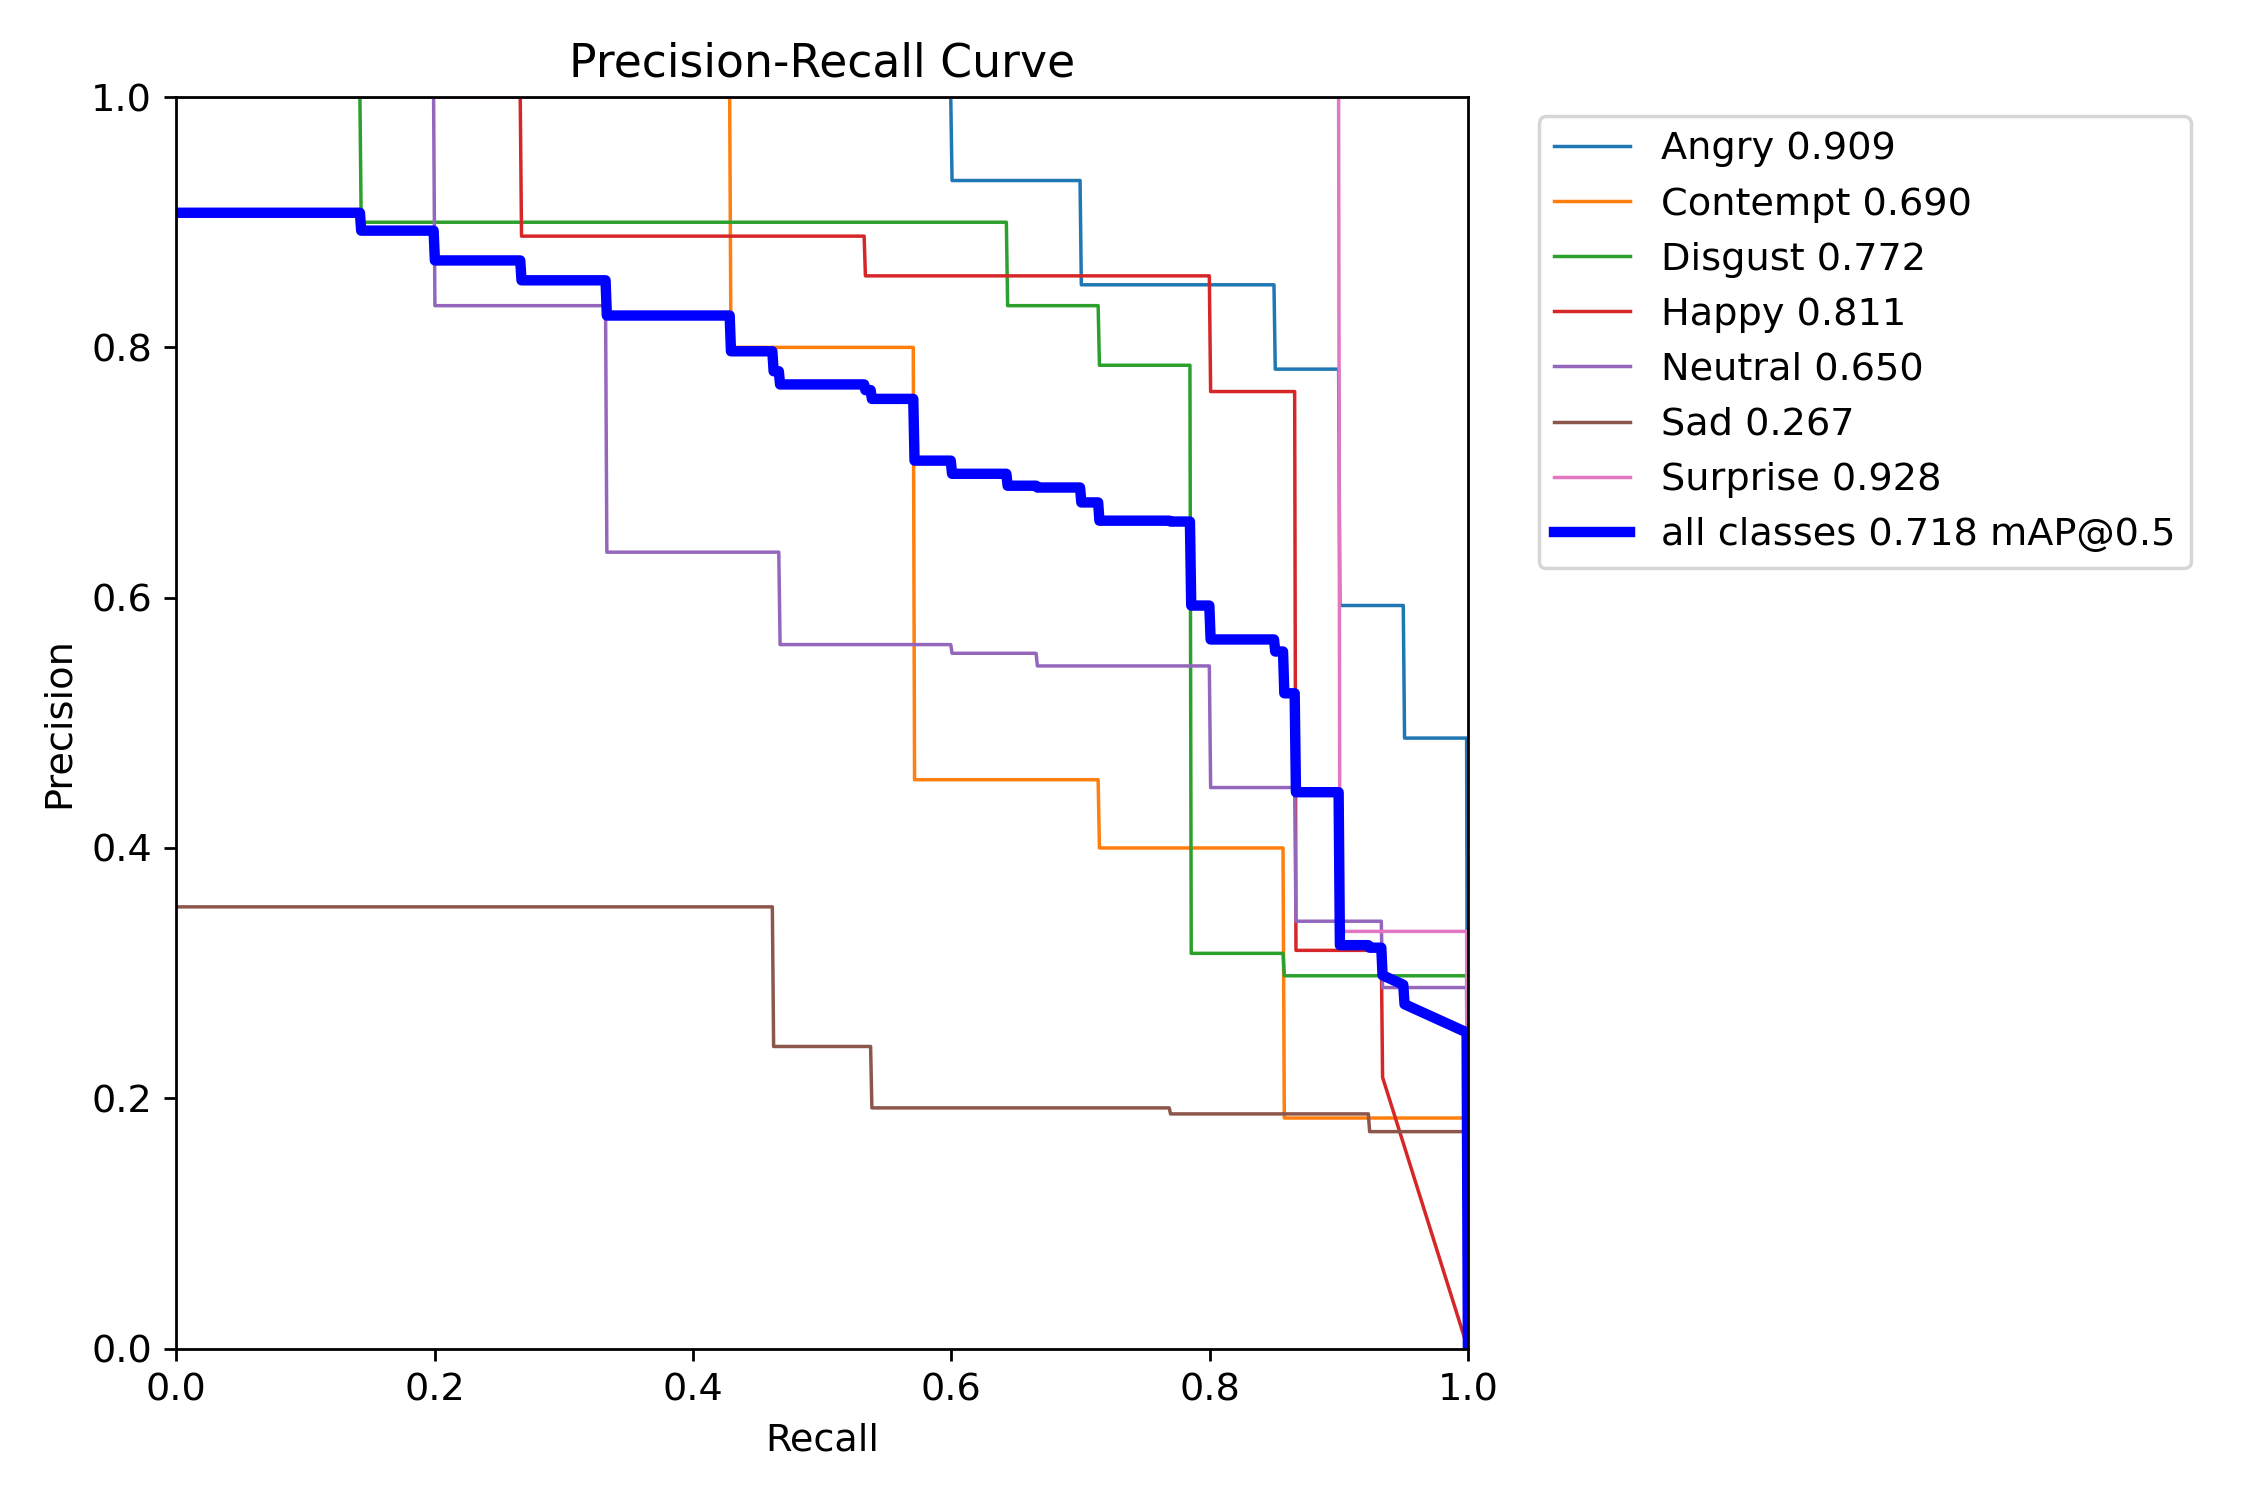 Precision-Recall Curve
1.0
0.8
0.6
0.4
0.2
0.0
Precision
0.0 0.2 0.4 0.6 0.8 1.0
Recall
Angry 0.909
Contempt 0.690
Disgust 0.772
Happy 0.811
Neutral 0.650
Sad 0.267
Surprise 0.928
all classes 0.718 mAP@0.5